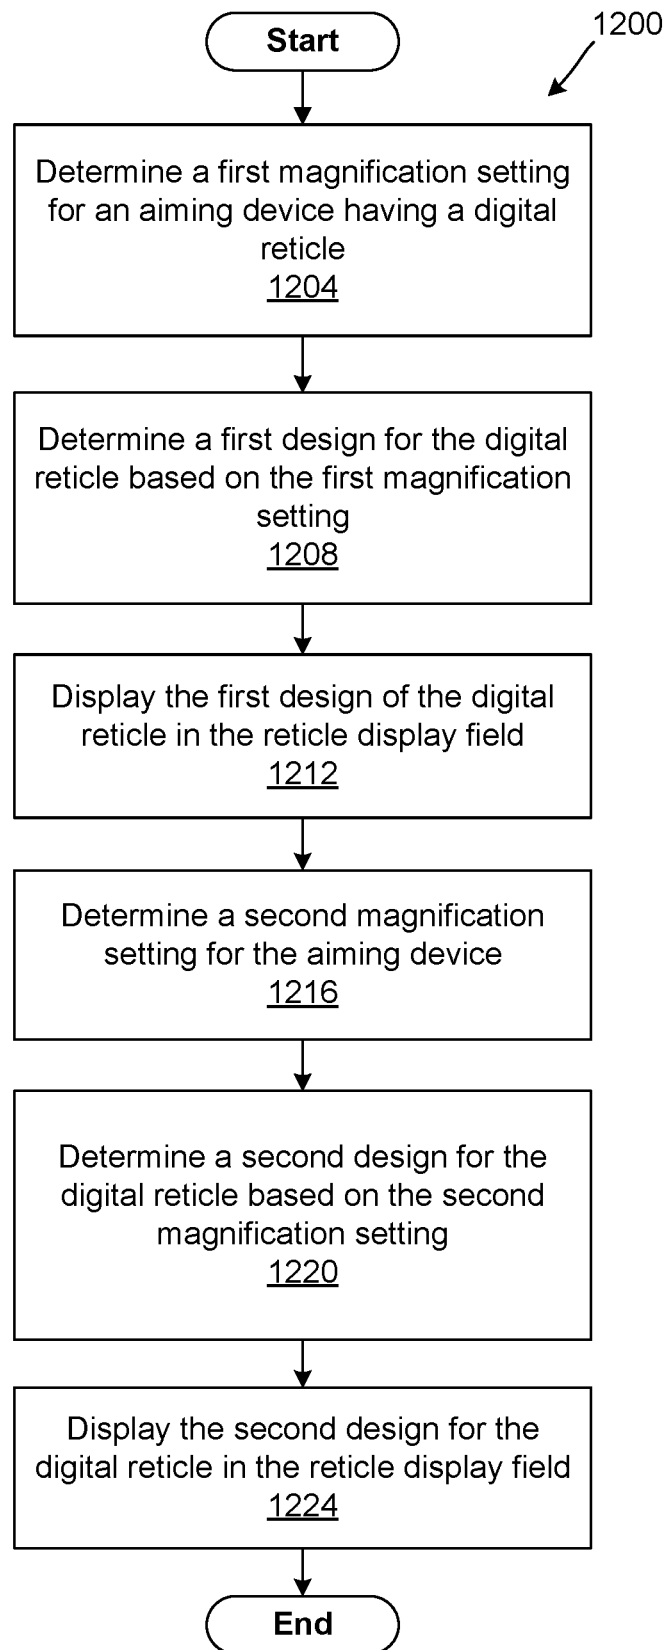 Start
1200
Determine a first magnification setting
for an aiming device having a digital
reticle
1204
Determine a first design for the digital
reticle based on the first magnification
setting
1208
Display the first design of the digital
reticle in the reticle display field
1212
Determine a second magnification
setting for the aiming device
1216
Determine a second design for the
digital reticle based on the second
magnification setting
1220
Display the second design for the
digital reticle in the reticle display field
1224
End